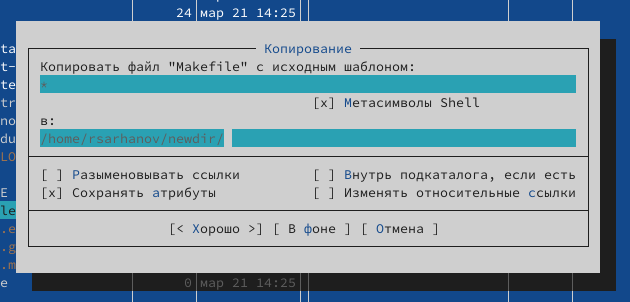 24 мар 21 14:25
Копирование
Копировать файл "Makefile" с исходным шаблоном:
*
[x] Метасимволы Shell
в:
/home/rsarhanov/newdir/
[ ] Разыменовывать ссылки [ ] Внутрь подкаталога, если есть
[x] Сохранять атрибуты [ ] Изменять относительные ссылки
[< Хорошо >] [ В фоне ] [ Отмена ]
0 мар 21 14:25